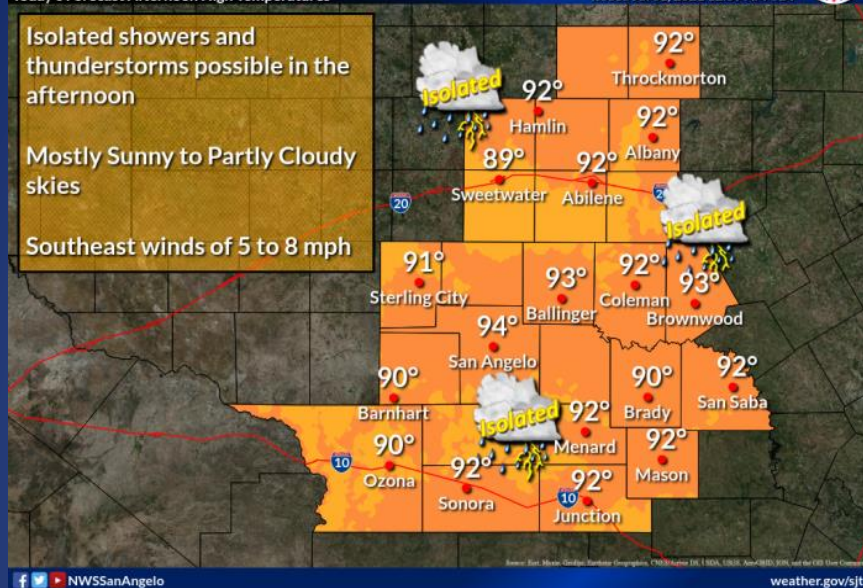 Isolated showers and
thunderstorms possible in the
afternoon
Mostly Sunny to Partly Cloudy
skies
Southeast winds of 5 to 8 mph
92°
Throckmorton
Isolated
92°
Hamlin
92°
Albany
89°
Sweetwater
92°
Abilene
20
Isolated
91°
Sterling City
93°
Ballinger
92°
Coleman
93°
Brownwood
94°
San Angelo
90°
Barnhart
Isolated
92°
Menard
90°
Brady
92°
San Saba
90°
Ozona
10
92°
Sonora
92°
Mason
10
92°
Junction
NWSSanAngelo
weather.gov/sjt